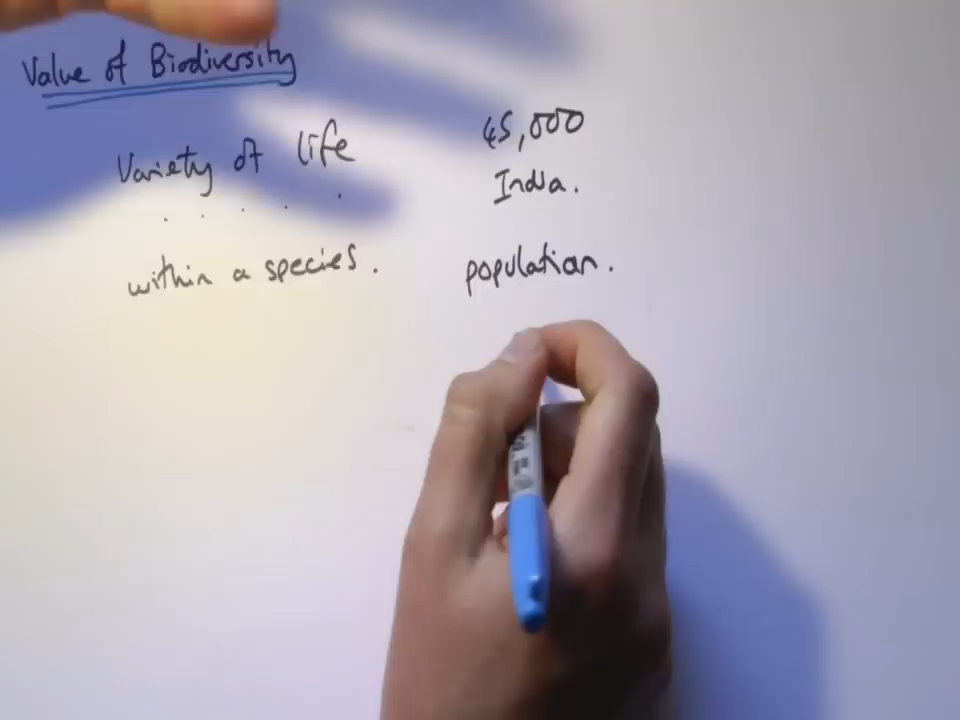 Value of Biodiversity
Variety of life
45,000
India.
within a species.
population.